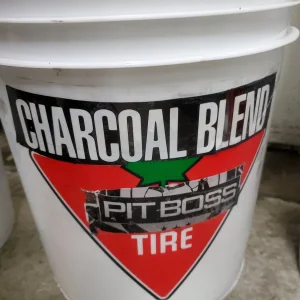 CHARCOAL BLEND
PIT BOSS
TIRE